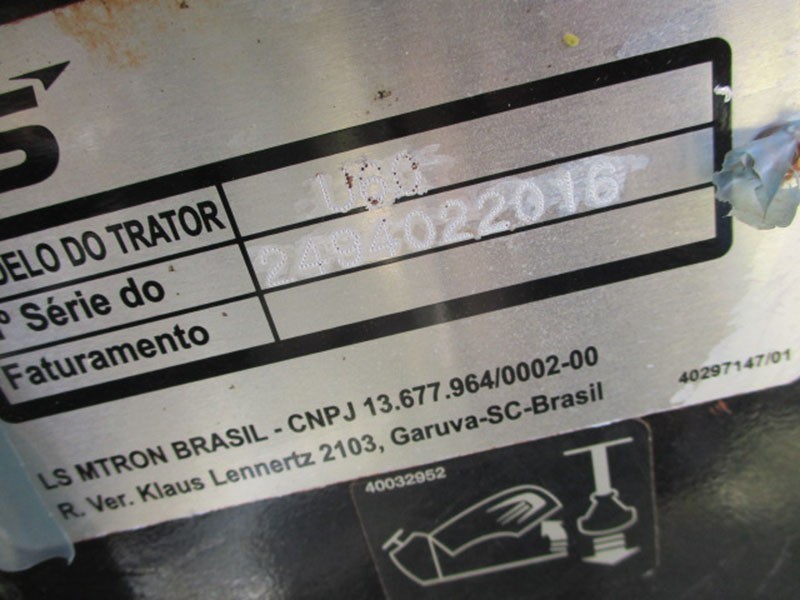 S
DELO DO TRATOR U60
º Série do 2494022016
Faturamento
LS MTRON BRASIL - CNPJ 13.677.964/0002-00
R. Ver. Klaus Lennertz 2103, Garuva-SC-Brasil
40297147/01
40032952